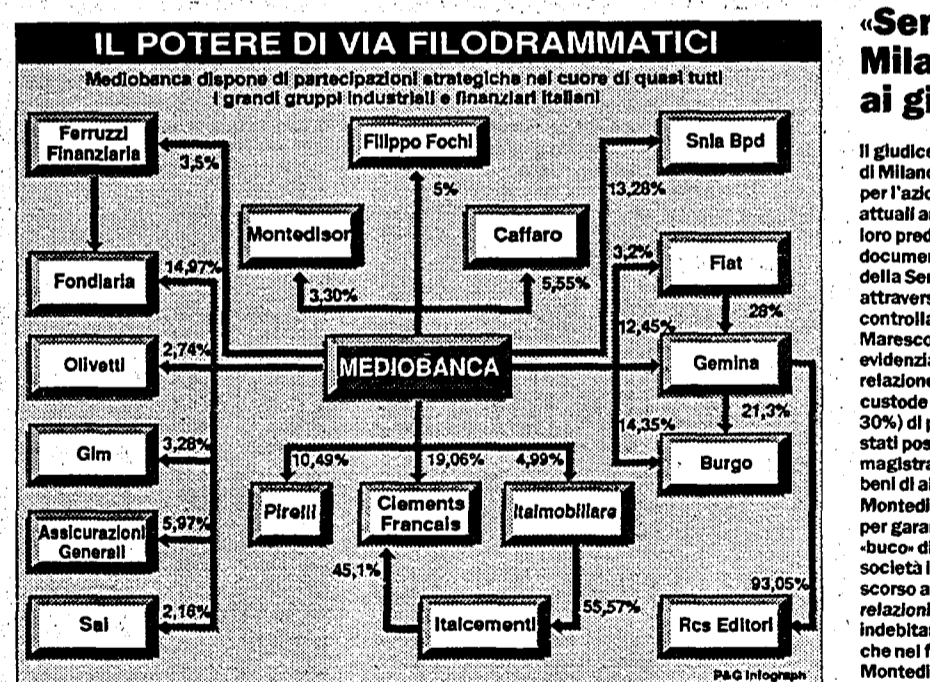 IL POTERE DI VIA FILODRAMMATICI
Mediobanca dispone di partecipazioni strategiche nel cuore di quasi tutti
i grandi gruppi industriali e finanziari italiani
Ferruzzi
Finanziaria
3,5%
Filippo Fochi
5%
Snia Bpd
13,28%
Montedison
3,30%
Caffaro
5,55%
Fondiaria
14,97%
3,2%
Fiat
28%
Olivetti
2,74%
MEDIOBANCA
12,45%
Gemina
21,3%
Gim
3,28%
14,35%
Burgo
10,49%
19,06%
4,99%
Pirelli
Clements
Francais
Italmobiliare
Assicurazioni
Generali
5,97%
45,1%
55,57%
93,05%
Sai
2,16%
Italcementi
Rcs Editori
P&G Infograph
«Ser
Mila
ai gi
Il giudice
di Milano
per l'azio
attuali a
loro pred
document
della Ser
attravers
controlla
Maresco
evidenzia
relazione
custode
30%) di p
stati pos
magistra
beni di al
Montedi
per gara
«buco» di
società l
scorso a
relazioni
indebita
che nel f
Montedi